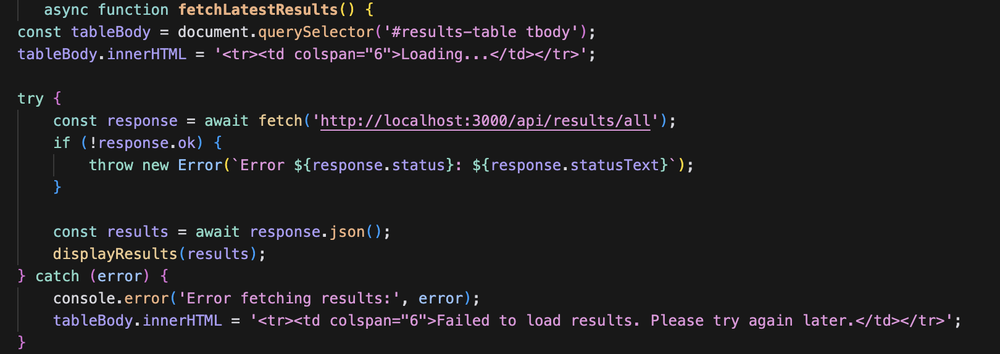 async function fetchLatestResults() {
const tableBody = document.querySelector('#results-table tbody');
tableBody.innerHTML = '<tr><td colspan="6">Loading...</td></tr>';
try {
const response = await fetch('http://localhost:3000/api/results/all');
if (!response.ok) {
throw new Error(`Error ${response.status}: ${response.statusText}`);
}
const results = await response.json();
displayResults(results);
} catch (error) {
console.error('Error fetching results:', error);
tableBody.innerHTML = '<tr><td colspan="6">Failed to load results. Please try again later.</td></tr>';
}